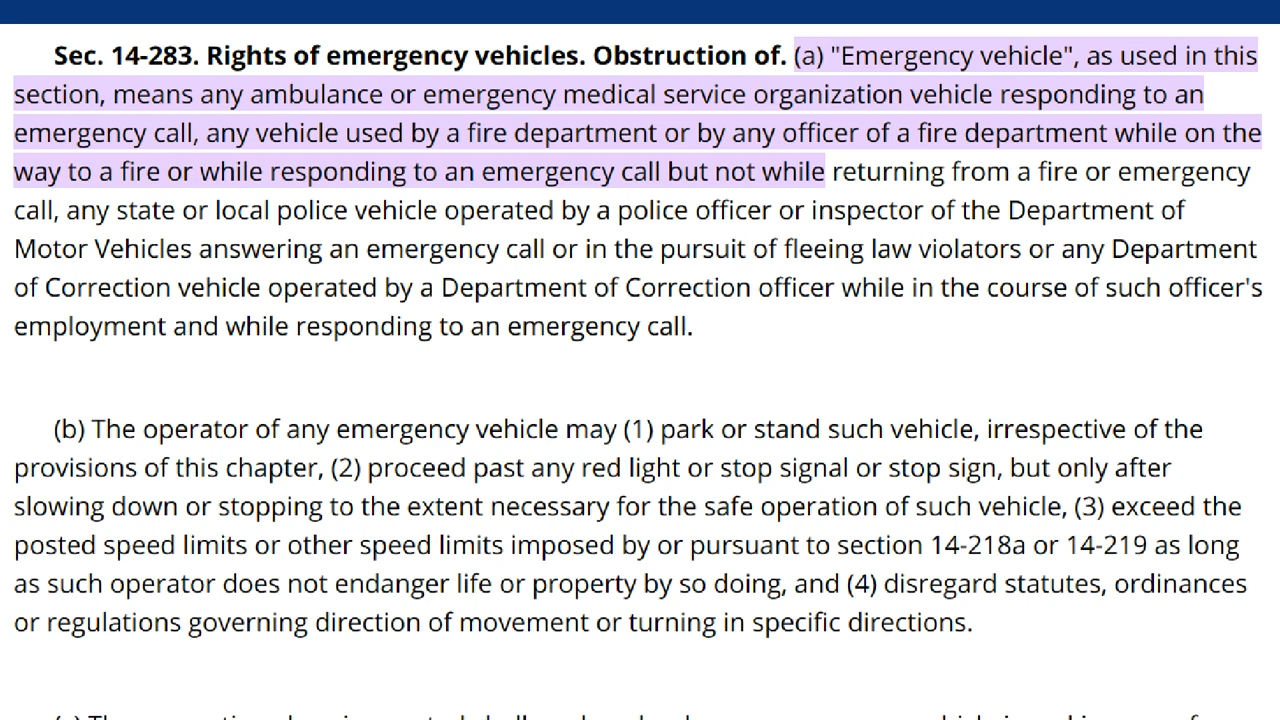 Sec. 14-283. Rights of emergency vehicles. Obstruction of. (a) "Emergency vehicle", as used in this
section, means any ambulance or emergency medical service organization vehicle responding to an
emergency call, any vehicle used by a fire department or by any officer of a fire department while on the
way to a fire or while responding to an emergency call but not while returning from a fire or emergency
call, any state or local police vehicle operated by a police officer or inspector of the Department of
Motor Vehicles answering an emergency call or in the pursuit of fleeing law violators or any Department
of Correction vehicle operated by a Department of Correction officer while in the course of such officer's
employment and while responding to an emergency call.
(b) The operator of any emergency vehicle may (1) park or stand such vehicle, irrespective of the
provisions of this chapter, (2) proceed past any red light or stop signal or stop sign, but only after
slowing down or stopping to the extent necessary for the safe operation of such vehicle, (3) exceed the
posted speed limits or other speed limits imposed by or pursuant to section 14-218a or 14-219 as long
as such operator does not endanger life or property by so doing, and (4) disregard statutes, ordinances
or regulations governing direction of movement or turning in specific directions.